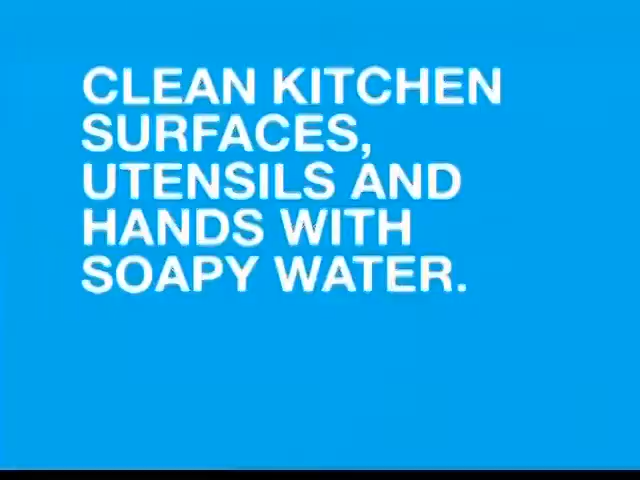 CLEAN KITCHEN
SURFACES,
UTENSILS AND
HANDS WITH
SOAPY WATER.